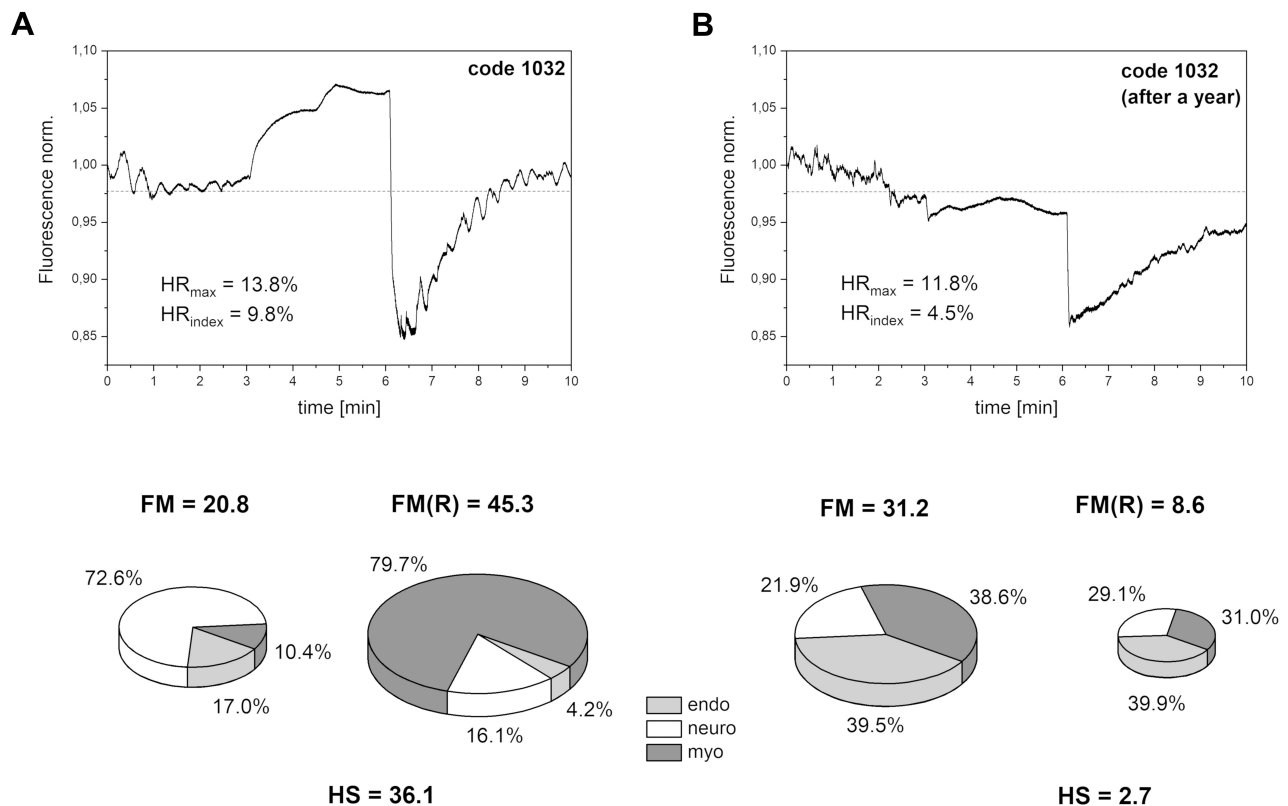 A
B
1,10
1,05
1,00
0,95
0,90
0,85
Fluorescence norm.
code 1032
HRmax = 13.8%
HRindex = 9.8%
0 1 2 3 4 5 6 7 8 9 10
time [min]
1,10
1,05
1,00
0,95
0,90
0,85
Fluorescence norm.
code 1032
(after a year)
HRmax = 11.8%
HRindex = 4.5%
0 1 2 3 4 5 6 7 8 9 10
time [min]
FM = 20.8
72.6%
10.4%
17.0%
FM(R) = 45.3
79.7%
4.2%
16.1%
HS = 36.1
endo
neuro
myo
FM = 31.2
21.9%
38.6%
39.5%
FM(R) = 8.6
29.1%
31.0%
39.9%
HS = 2.7